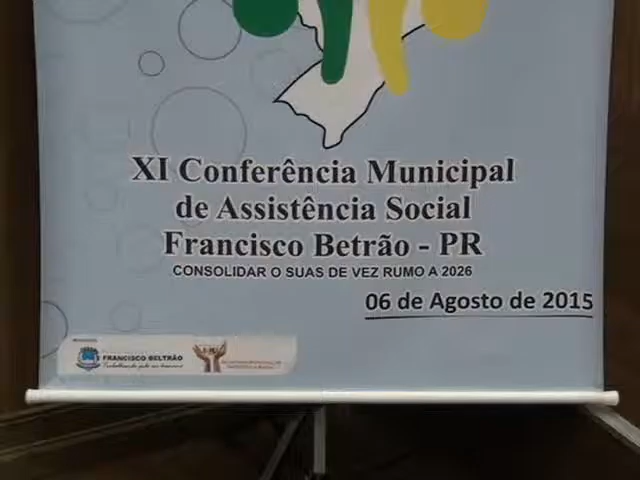 XI Conferência Municipal
de Assistência Social
Francisco Betrão - PR
CONSOLIDAR O SUAS DE VEZ RUMO A 2026
06 de Agosto de 2015
FRANCISCO BELTRÃO